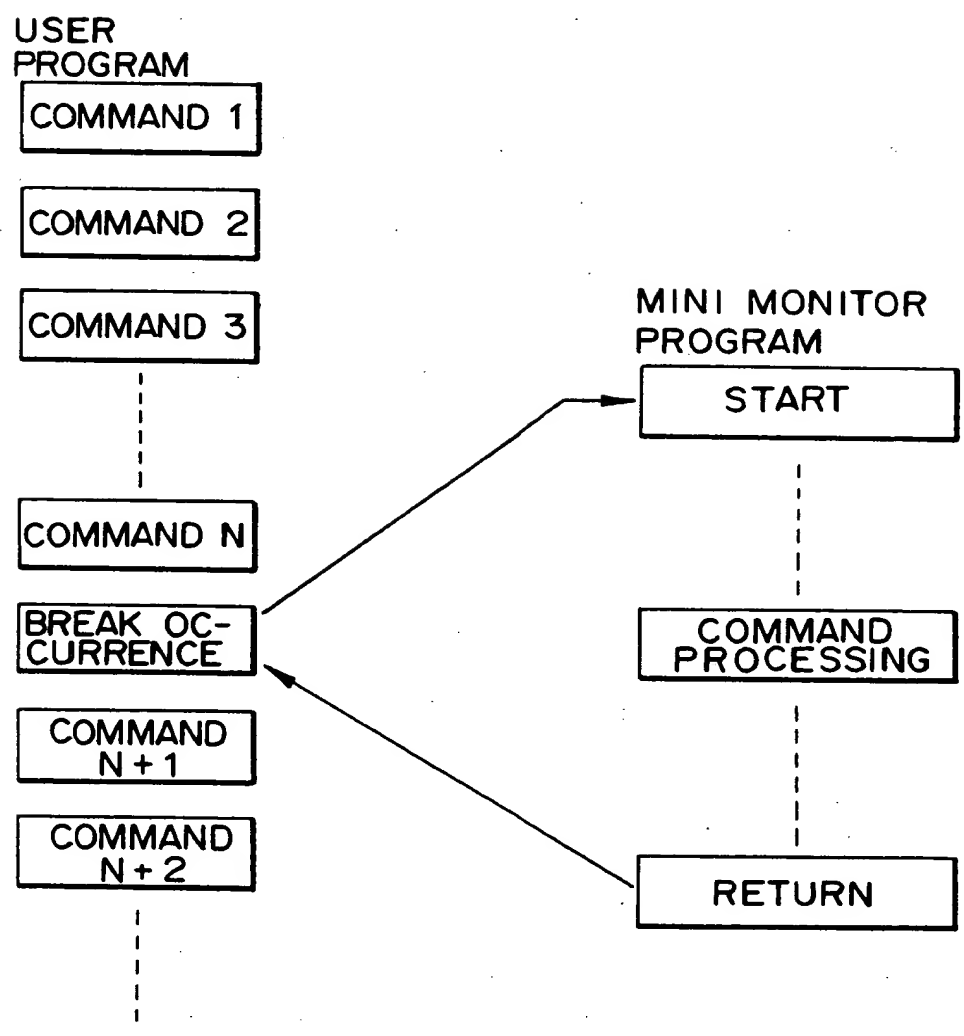 USER
PROGRAM
COMMAND 1
COMMAND 2
COMMAND 3
COMMAND N
BREAK OC-
CURRENCE
COMMAND
N+1
COMMAND
N+2
MINI MONITOR
PROGRAM
START
COMMAND
PROCESSING
RETURN